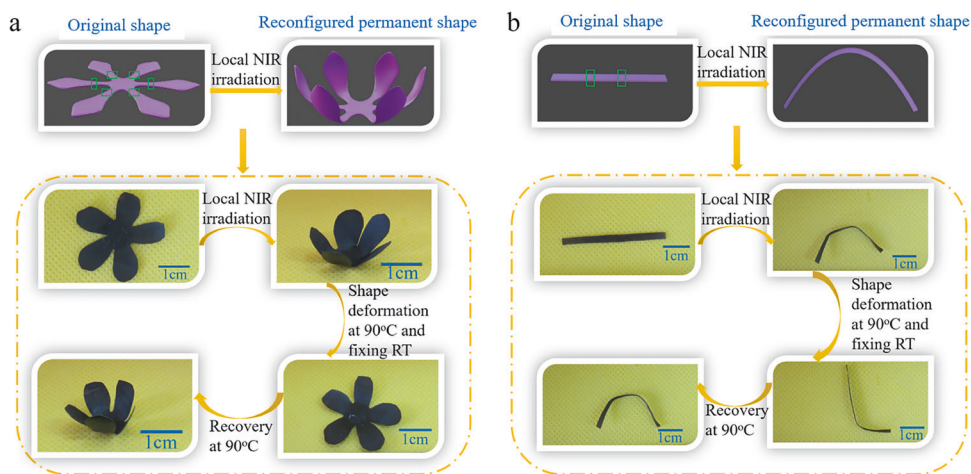 a
Original shape
Reconfigured permanent shape
Local NIR
irradiation
Local NIR
irradiation
1cm
1cm
Shape
deformation
at 90°C and
fixing RT
1cm
Recovery
at 90°C
1cm
b
Original shape
Reconfigured permanent shape
Local NIR
irradiation
Local NIR
irradiation
1cm
1cm
Shape
deformation
at 90°C and
fixing RT
1cm
Recovery
at 90°C
1cm